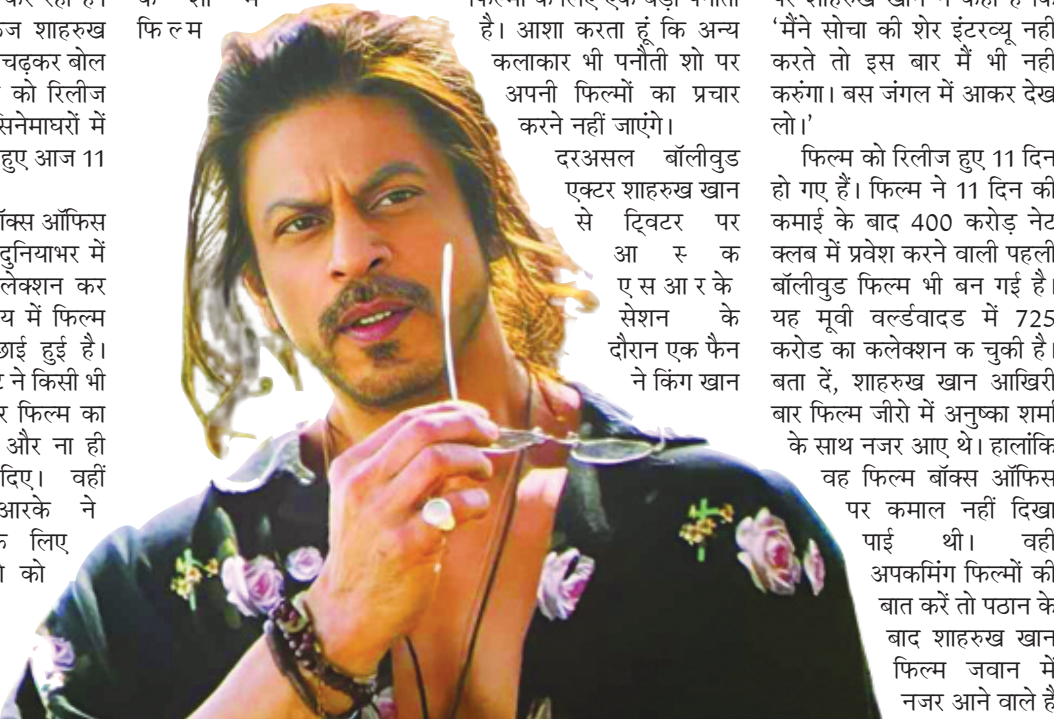 फिल्म
शाहरुख
चढ़कर बोल
को रिलीज
सिनेमाघरों में
हुए आज 11
ऑफिस
दुनियाभर में
कर
में फिल्म
छाई हुई है।
ने किसी भी
फिल्म का
और ना ही
दिए। वहीं
ने
लिए
को
है। आशा करता हूं कि अन्य
कलाकार भी पनौती शो पर
अपनी फिल्मों का प्रचार
करने नहीं जाएंगे।
दरअसल बॉलीवुड
एक्टर शाहरुख खान
से ट्विटर पर
आ स्‍ क
ए स आ र के
सेशन के
दौरान एक फैन
ने किंग खान
पर शाहरुख खान ने कहा है कि
‘मैंने सोचा की शेर इंटरव्यू नही
करते तो इस बार मैं भी नही
करुंगा। बस जंगल में आकर देख
लो।’
फिल्म को रिलीज हुए 11 दिन
हो गए हैं। फिल्म ने 11 दिन की
कमाई के बाद 400 करोड़ नेट
क्लब में प्रवेश करने वाली पहली
बॉलीवुड फिल्म भी बन गई है।
यह मूवी वर्ल्डवादड में 725
करोड का कलेक्शन क चुकी है।
बता दें, शाहरुख खान आखिरी
बार फिल्म जीरो में अनुष्का शर्मा
के साथ नजर आए थे। हालांकि
वह फिल्म बॉक्स ऑफिस
पर कमाल नहीं दिखा
पाई थी। वही
अपकमिंग फिल्मों की
बात करें तो पठान के
बाद शाहरुख खान
फिल्म जवान में
नजर आने वाले है